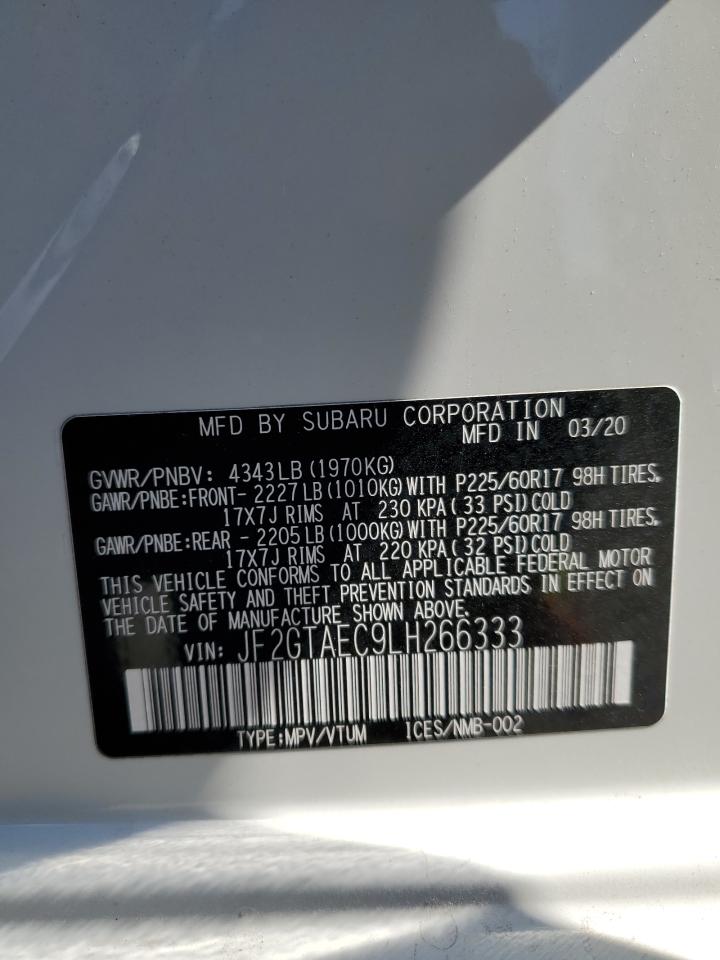 MFD BY SUBARU CORPORATION
MFD IN 03/20
GVWR/PNBV: 4343LB (1970KG)
GAWR/PNBE:FRONT- 2227LB (1010KG) WITH P225/60R17 98H TIRES,
17X7J RIMS AT 230 KPA ( 33 PSI) COLD
GAWR/PNBE:REAR - 2205LB (1000KG) WITH P225/60R17 98H TIRES,
17X7J RIMS AT 220 KPA ( 32 PSI) COLD
THIS VEHICLE CONFORMS TO ALL APPLICABLE FEDERAL MOTOR
VEHICLE SAFETY AND THEFT PREVENTION STANDARDS IN EFFECT ON
THE DATE OF MANUFACTURE SHOWN ABOVE.
VIN: JF2GTAEC9LH266333
TYPE:MPV/VTUM ICES/NMB-002